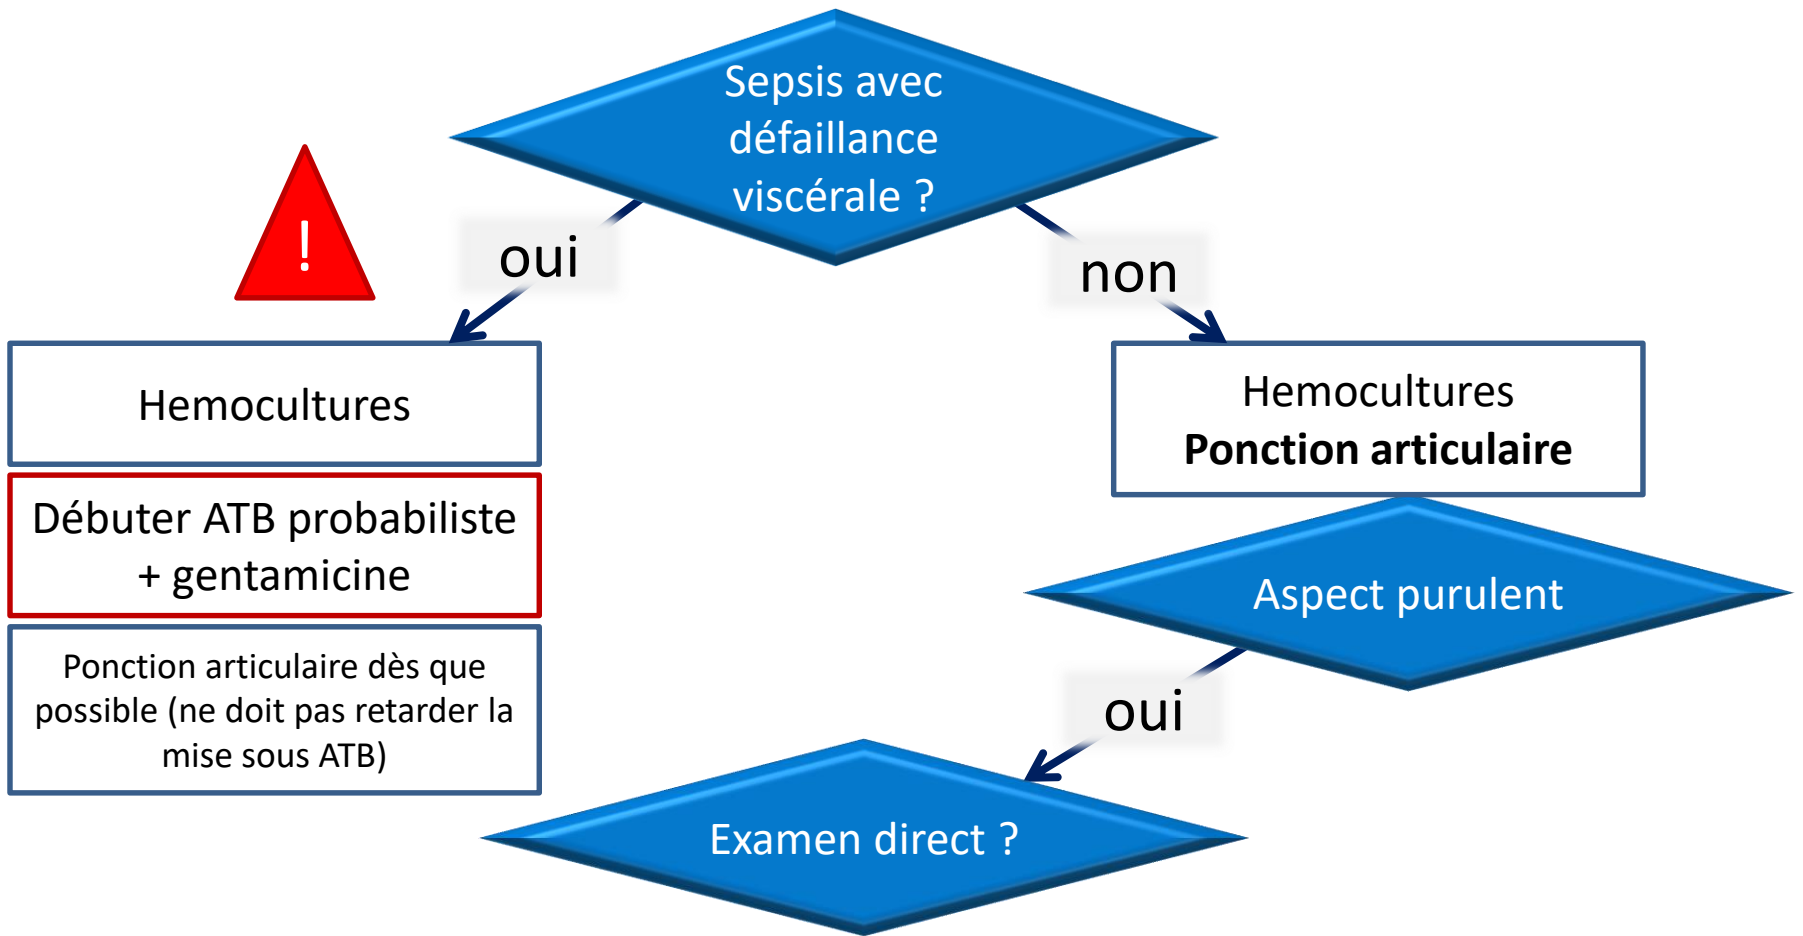 Sepsis avec
défaillance
viscérale ?
!
oui
non
Hemocultures
Débuter ATB probabiliste
+ gentamicine
Ponction articulaire dès que
possible (ne doit pas retarder la
mise sous ATB)
Hemocultures
Ponction articulaire
Aspect purulent
oui
Examen direct ?